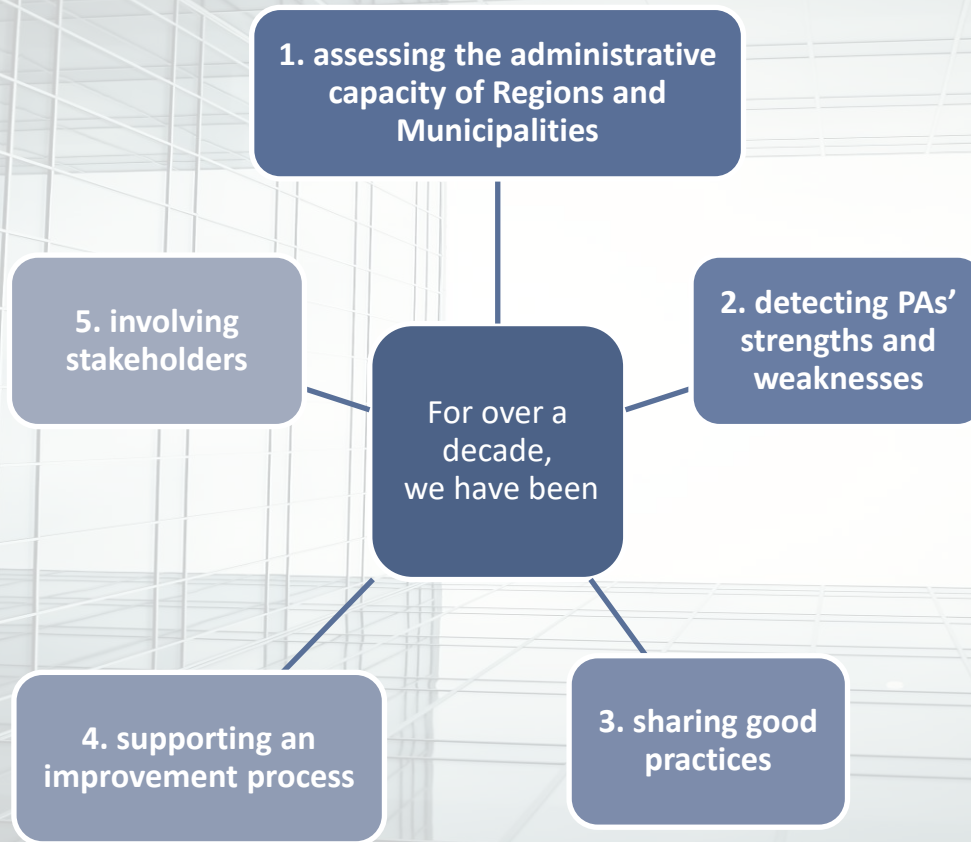 1. assessing the administrative
capacity of Regions and
Municipalities
2. detecting PAs’
strengths and
weaknesses
3. sharing good
practices
4. supporting an
improvement process
5. involving
stakeholders
For over a
decade,
we have been